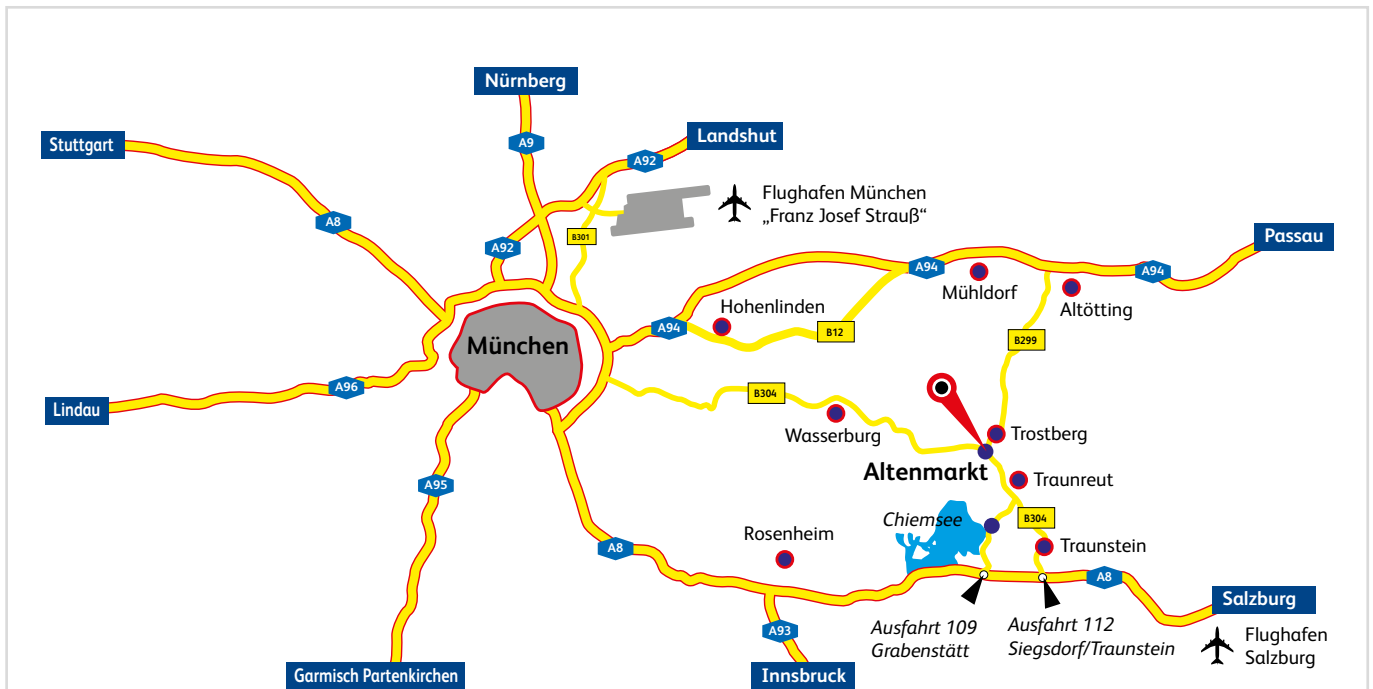 Nürnberg
Stuttgart
A9
Landshut
A92
A8
Flughafen München
„Franz Josef Strauß“
B301
A92
Passau
A94
A94
Mühldorf
Altötting
Hohenlinden
A94
B12
B299
München
A96
B304
Lindau
Wasserburg
Trostberg
Altenmarkt
Traunreut
A95
Chiemsee
B304
Rosenheim
A8
Traunstein
A8
Salzburg
A93
Ausfahrt 109
Grabenstätt
Ausfahrt 112
Siegsdorf/Traunstein
Flughafen
Salzburg
Garmisch Partenkirchen
Innsbruck